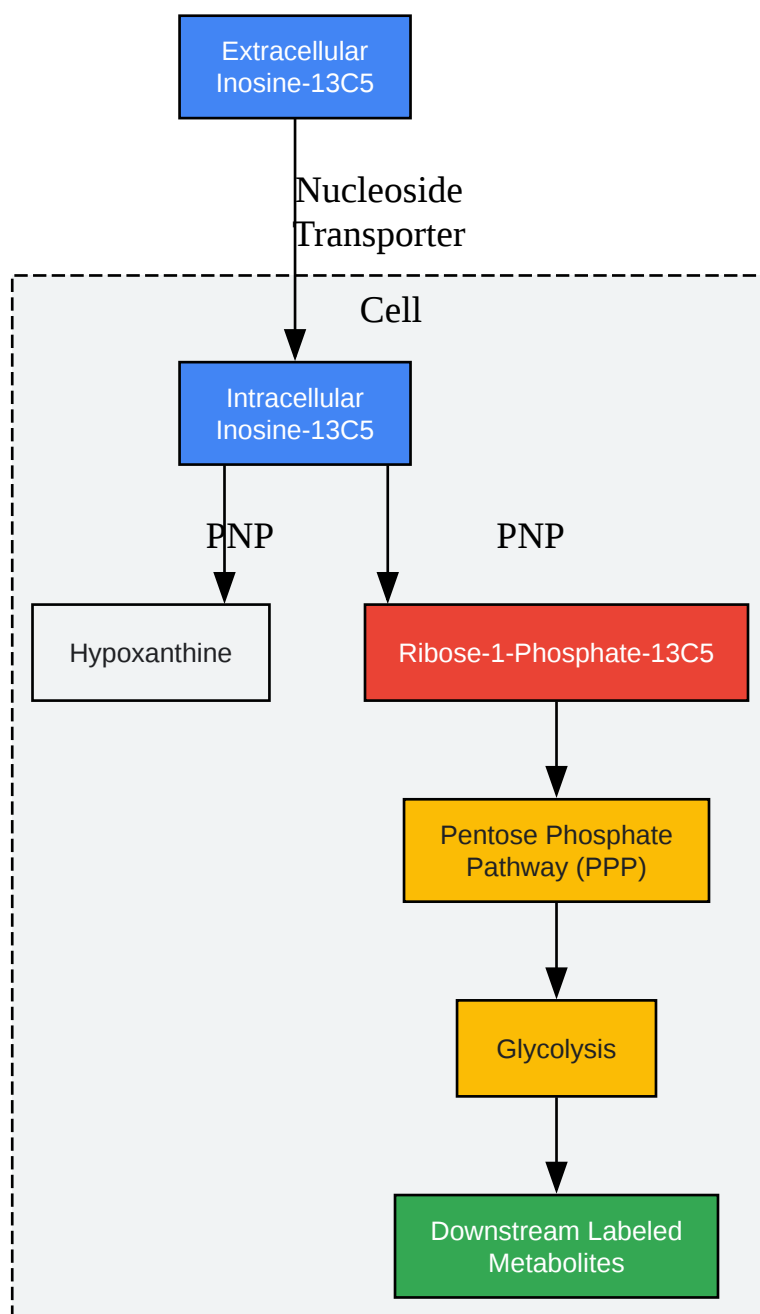 Extracellular
Inosine-13C5
Nucleoside
Transporter
Cell
Intracellular
Inosine-13C5
PNP
PNP
Hypoxanthine
Ribose-1-Phosphate-13C5
Pentose Phosphate
Pathway (PPP)
Glycolysis
Downstream Labeled
Metabolites